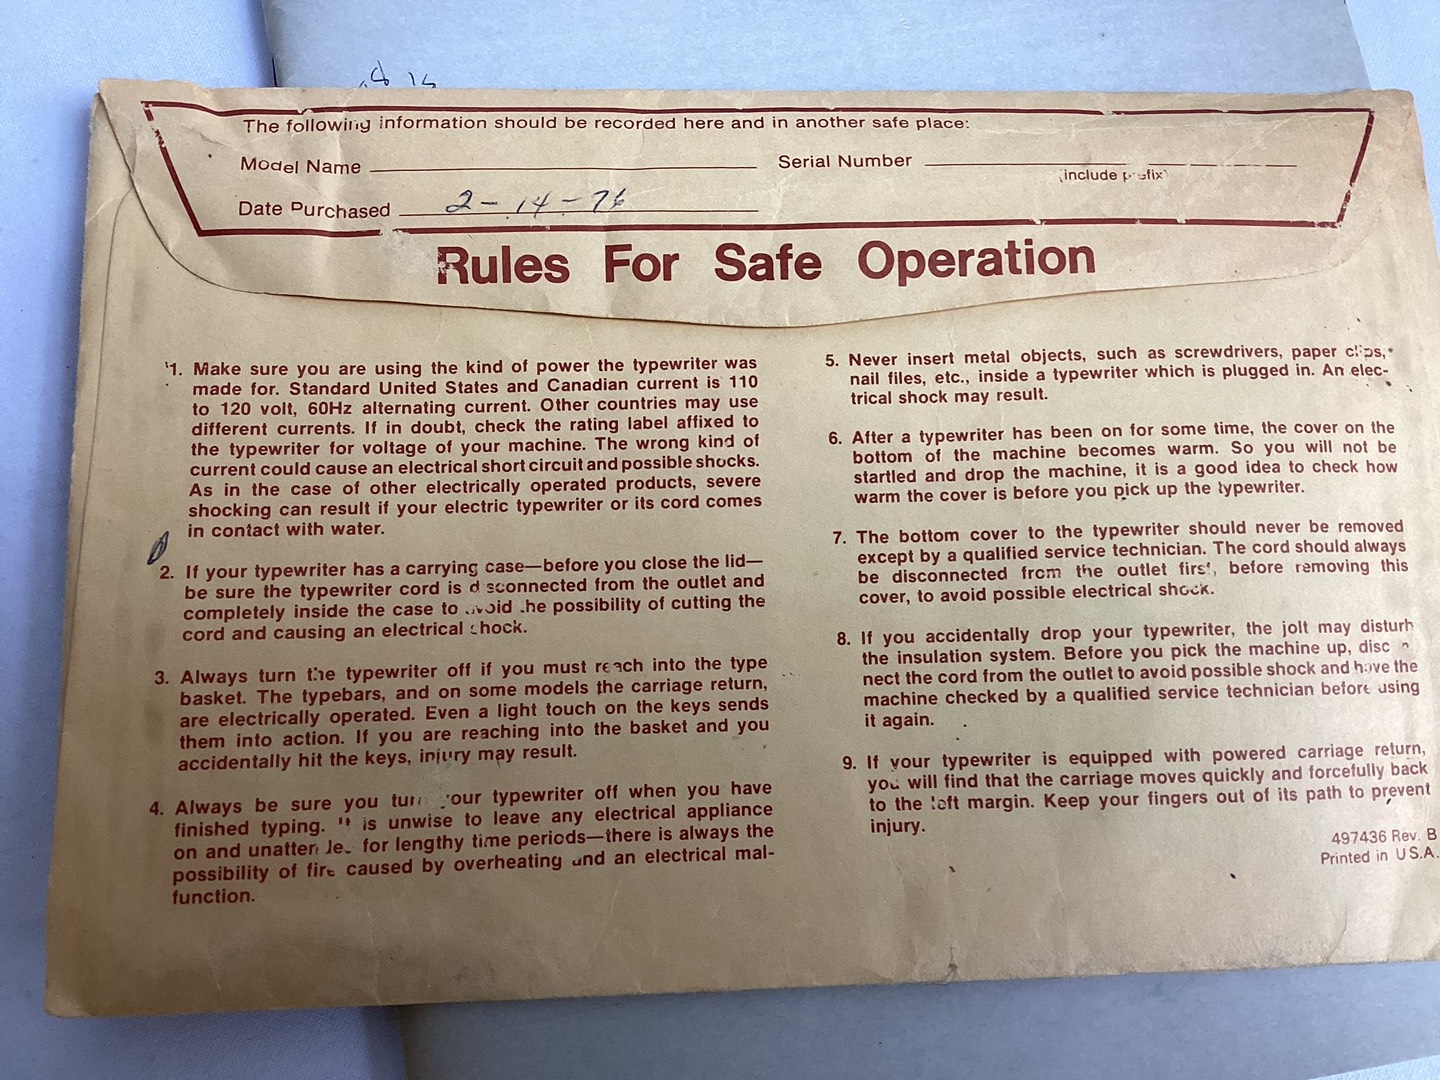 The following information should be recorded here and in another safe place:
Model Name
Serial Number
(include prefix)
Date Purchased 2-14-76
Rules For Safe Operation
1. Make sure you are using the kind of power the typewriter was
made for. Standard United States and Canadian current is 110
to 120 volt, 60Hz alternating current. Other countries may use
different currents. If in doubt, check the rating label affixed to
the typewriter for voltage of your machine. The wrong kind of
current could cause an electrical short circuit and possible shocks.
As in the case of other electrically operated products, severe
shocking can result if your electric typewriter or its cord comes
in contact with water.
2. If your typewriter has a carrying case—before you close the lid—
be sure the typewriter cord is disconnected from the outlet and
completely inside the case to avoid the possibility of cutting the
cord and causing an electrical shock.
3. Always turn the typewriter off if you must reach into the type
basket. The typebars, and on some models the carriage return,
are electrically operated. Even a light touch on the keys sends
them into action. If you are reaching into the basket and you
accidentally hit the keys, injury may result.
4. Always be sure you turn your typewriter off when you have
finished typing. It is unwise to leave any electrical appliance
on and unattended for lengthy time periods—there is always the
possibility of fire caused by overheating and an electrical mal-
function.
5. Never insert metal objects, such as screwdrivers, paper clips,
nail files, etc., inside a typewriter which is plugged in. An elec-
trical shock may result.
6. After a typewriter has been on for some time, the cover on the
bottom of the machine becomes warm. So you will not be
startled and drop the machine, it is a good idea to check how
warm the cover is before you pick up the typewriter.
7. The bottom cover to the typewriter should never be removed
except by a qualified service technician. The cord should always
be disconnected from the outlet first, before removing this
cover, to avoid possible electrical shock.
8. If you accidentally drop your typewriter, the jolt may disturb
the insulation system. Before you pick the machine up, discon-
nect the cord from the outlet to avoid possible shock and have the
machine checked by a qualified service technician before using
it again.
9. If your typewriter is equipped with powered carriage return,
you will find that the carriage moves quickly and forcefully back
to the left margin. Keep your fingers out of its path to prevent
injury.
497436 Rev. B
Printed in U.S.A.